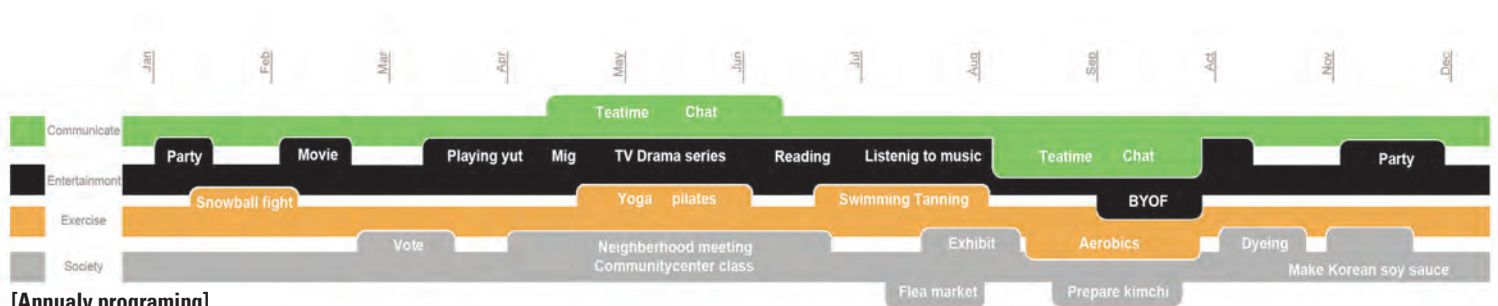 Jan Feb Mar Apr May Jun Jul Aug Sep Act Nov Dec
Teatime Chat
Communicate
Party Movie Playing yut Mig TV Drama series Reading Listenig to music Teatime Chat Party
Entertainmont
Snowball fight Yoga pilates Swimming Tanning BYOF
Exercise
Vote Neighberhood meeting Exhibit Aerobics Dyeing
Society Communitycenter class Make Korean soy sauce
Flea market Prepare kimchi
[Annualy programing]